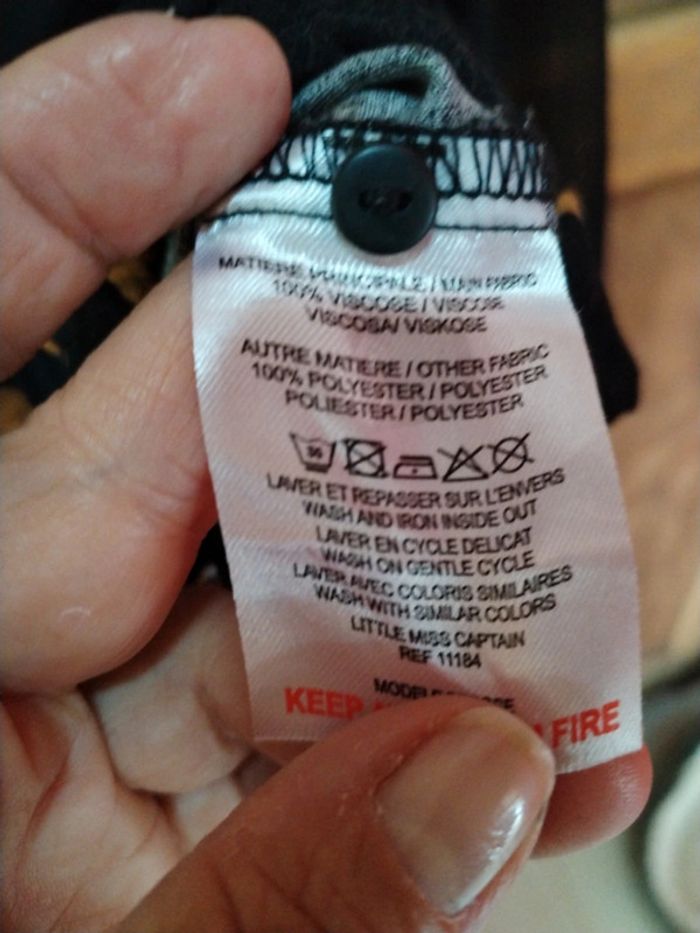 MATIERE PRINCIPALE / MAIN FABRIC
100% VISCOSE / VISCOSE
VISCOSA/ VISKOSE
AUTRE MATIERE / OTHER FABRIC
100% POLYESTER / POLYESTER
POLIESTER / POLYESTER
30
LAVER ET REPASSER SUR L'ENVERS
WASH AND IRON INSIDE OUT
LAVER EN CYCLE DELICAT
WASH ON GENTLE CYCLE
LAVER AVEC COLORIS SIMILAIRES
WASH WITH SIMILAR COLORS
LITTLE MISS CAPTAIN
REF 11184
KEEP FIRE